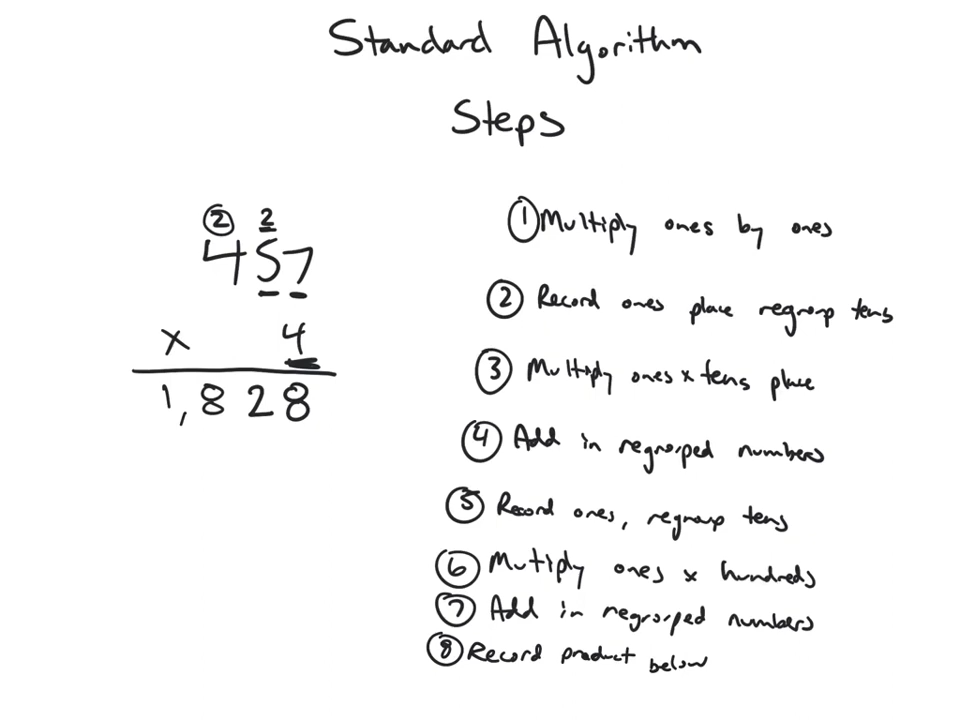 Standard Algorithm
Steps
2 2
457
x 4
1,828
1 Multiply ones by ones
2 Record ones place regroup tens
3 Multiply ones x tens place
4 Add in regrouped numbers
5 Record ones, regroup tens
6 Mutiply ones x hundreds
7 Add in regrouped numbers
8 Record product below